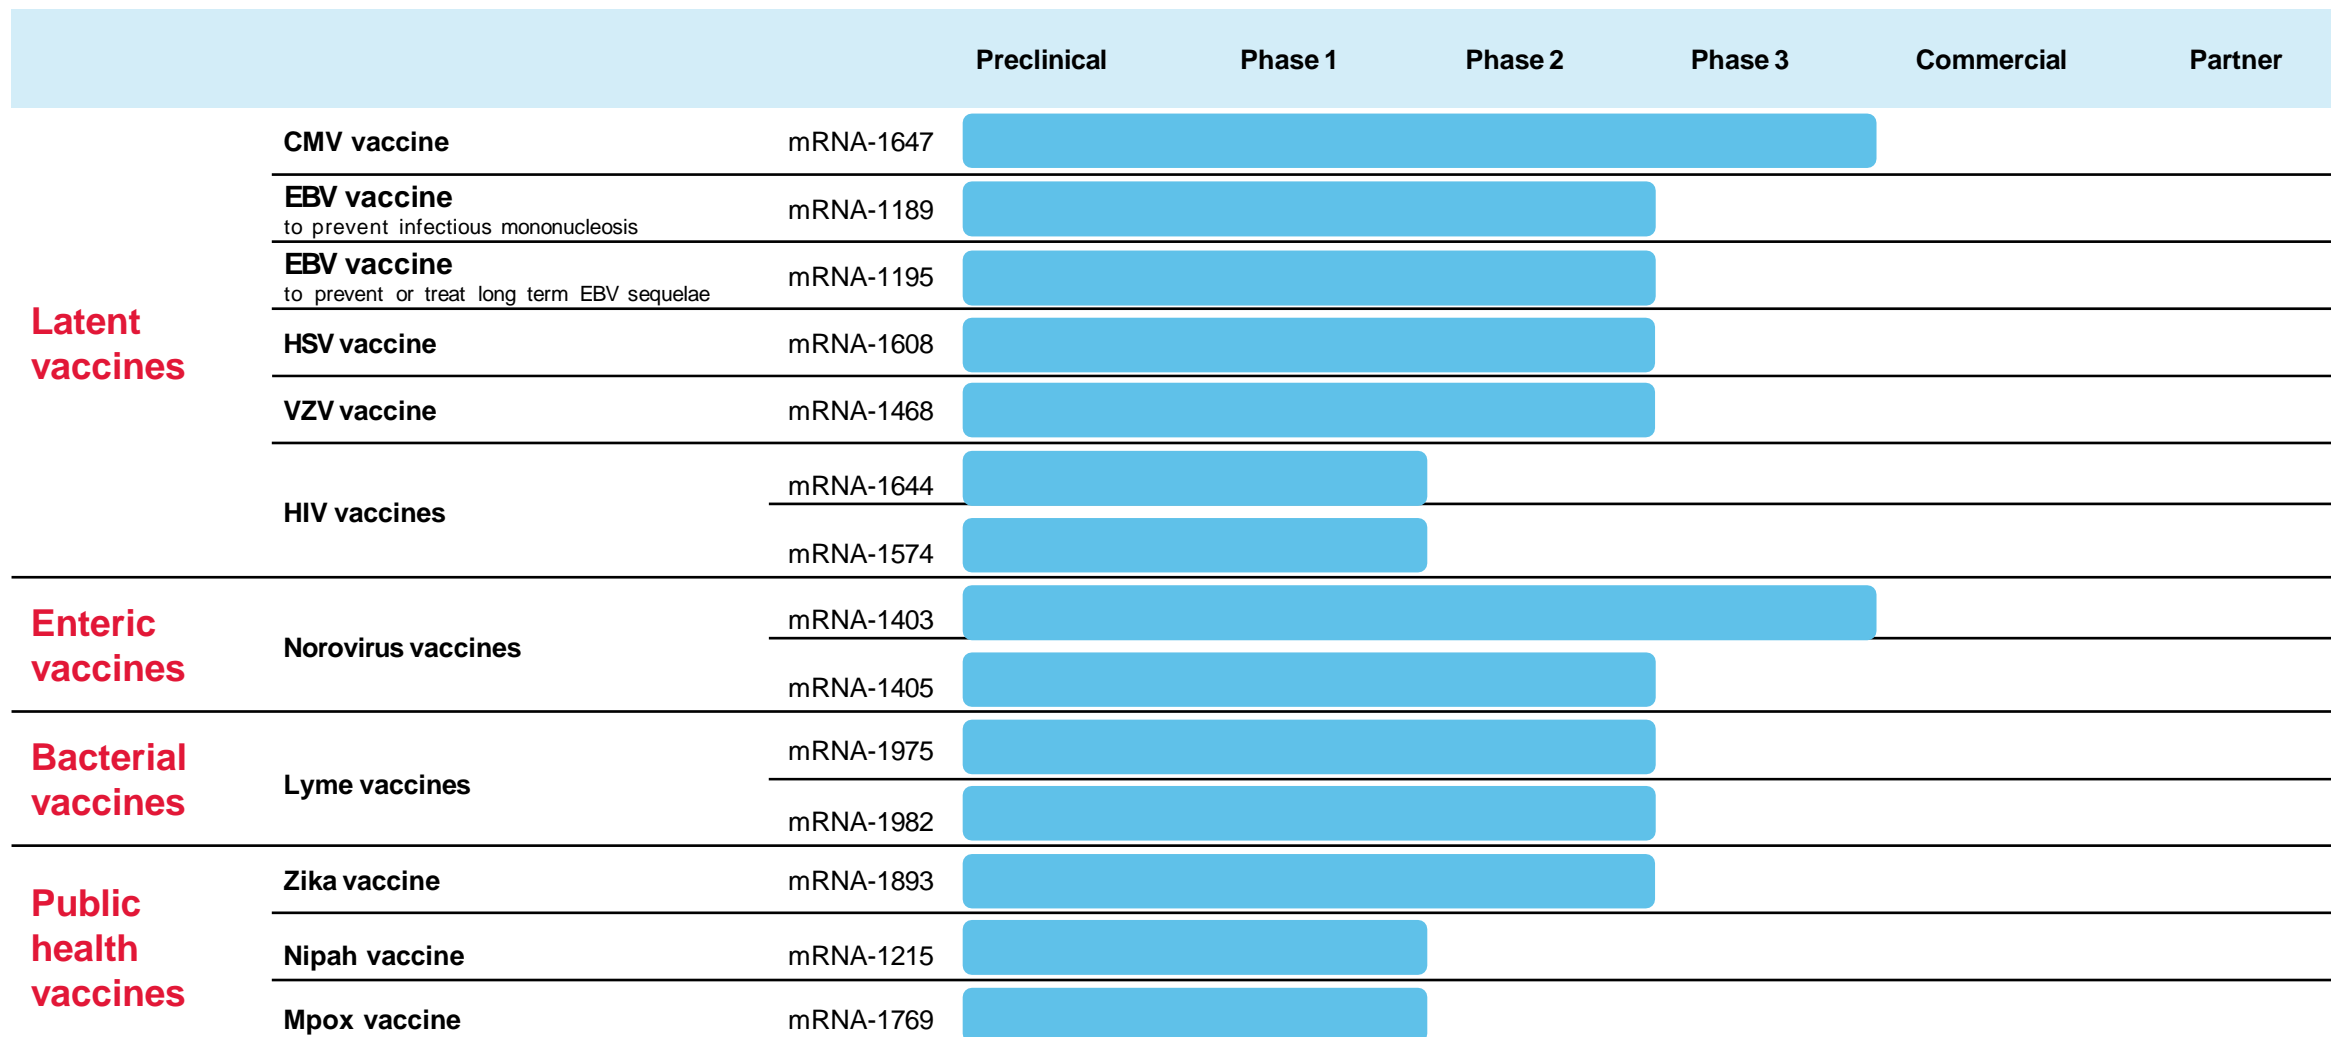 Preclinical Phase 1 Phase 2 Phase 3 Commercial Partner
Latent
vaccines
CMV vaccine mRNA-1647
EBV vaccine
to prevent infectious mononucleosis
mRNA-1189
EBV vaccine
to prevent or treat long term EBV sequelae
mRNA-1195
HSV vaccine mRNA-1608
VZV vaccine mRNA-1468
HIV vaccines
mRNA-1644
mRNA-1574
Enteric
vaccines
Norovirus vaccines
mRNA-1403
mRNA-1405
Bacterial
vaccines
Lyme vaccines
mRNA-1975
mRNA-1982
Public
health
vaccines
Zika vaccine mRNA-1893
Nipah vaccine mRNA-1215
Mpox vaccine mRNA-1769